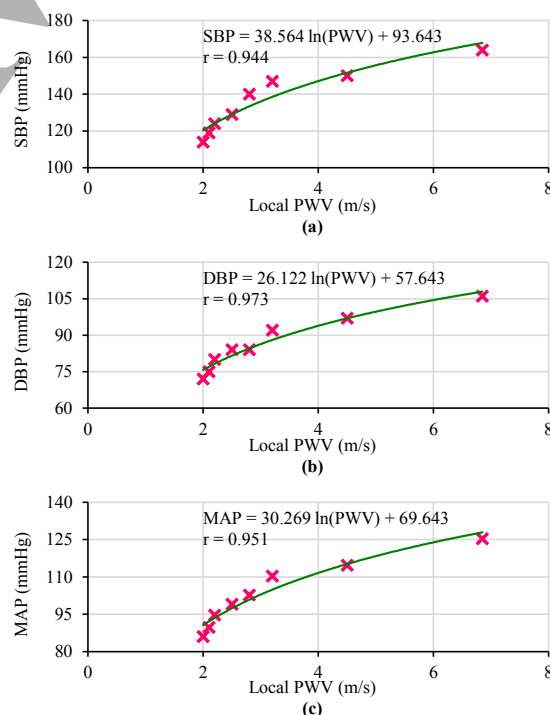 180
160
140
120
100
SBP (mmHg)
SBP = 38.564 ln(PWV) + 93.643
r = 0.944
0 2 4 6 8
Local PWV (m/s)
(a)
120
105
90
75
60
DBP (mmHg)
DBP = 26.122 ln(PWV) + 57.643
r = 0.973
0 2 4 6 8
Local PWV (m/s)
(b)
140
125
110
95
80
MAP (mmHg)
MAP = 30.269 ln(PWV) + 69.643
r = 0.951
0 2 4 6 8
Local PWV (m/s)
(c)